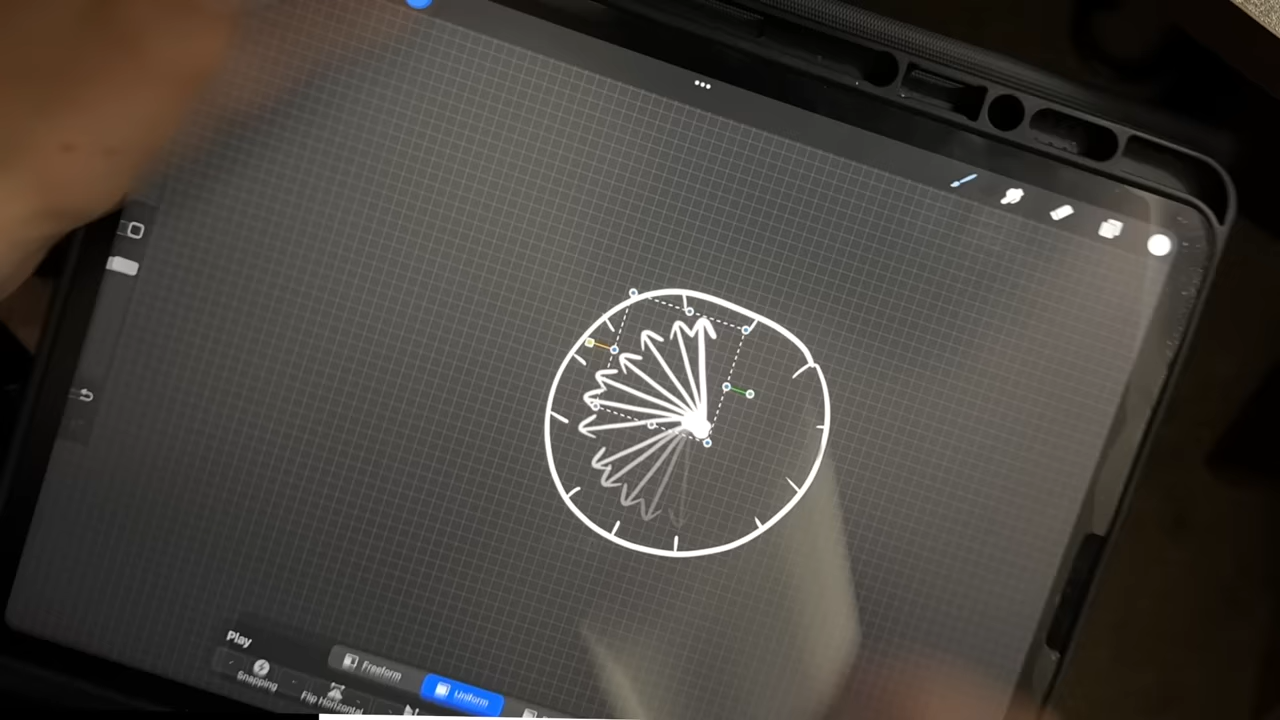 Play
Freeform
Uniform
Snapping
Flip Horizontal